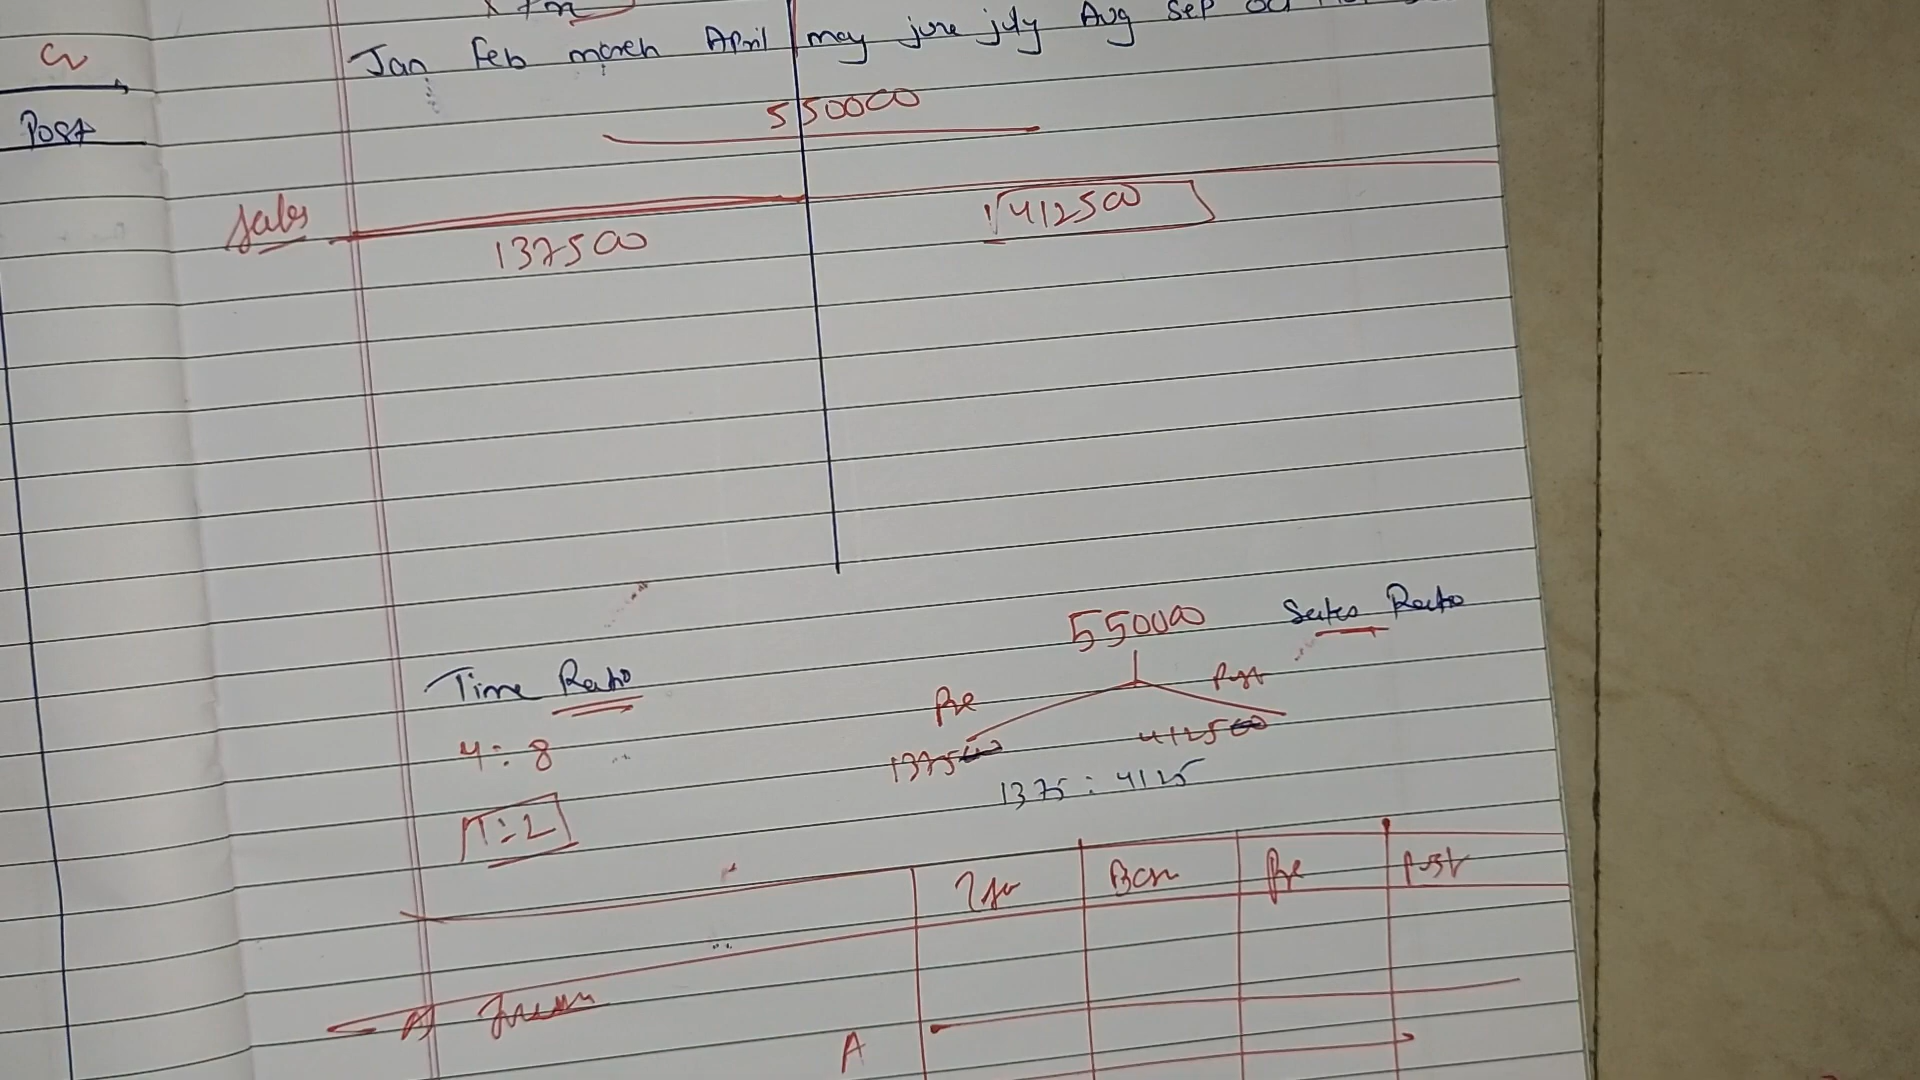 Jan Feb march April may june july Aug Sep
Post
550000
Sales
412500
137500
550000 Sales Ratio
Time Ratio
Pre Post
4:8
137500 412500
1375 : 4125
1:2
Pre Post
A